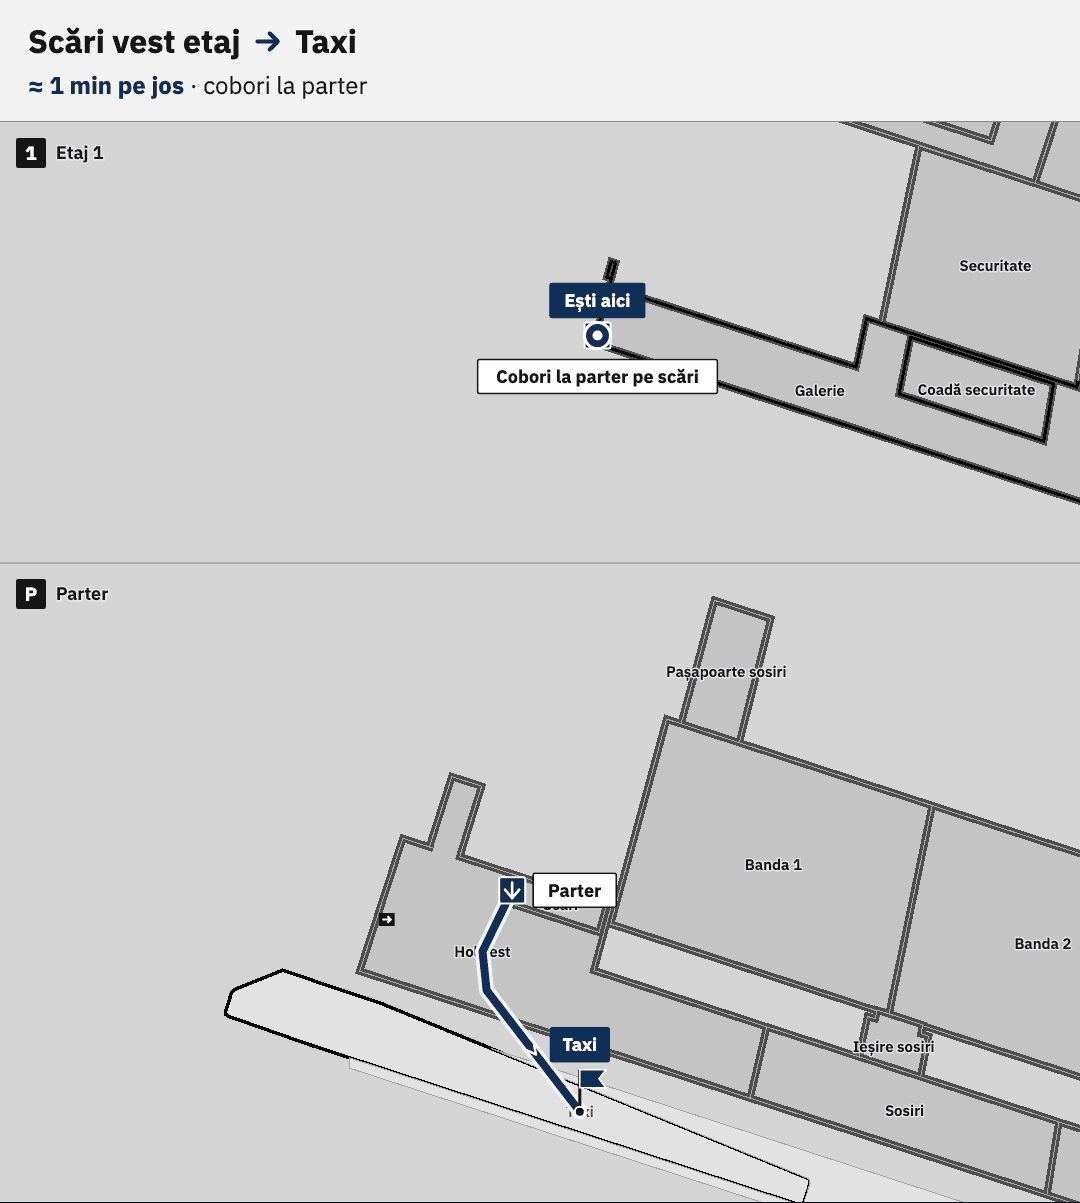 Scări vest etaj → Taxi
≈ 1 min pe jos · cobori la parter
1 Etaj 1
Securitate
Ești aici
Cobori la parter pe scări
Galerie
Coadă securitate
P Parter
Pașapoarte sosiri
Banda 1
Parter
Banda 2
Taxi
Ieșire sosiri
Sosiri